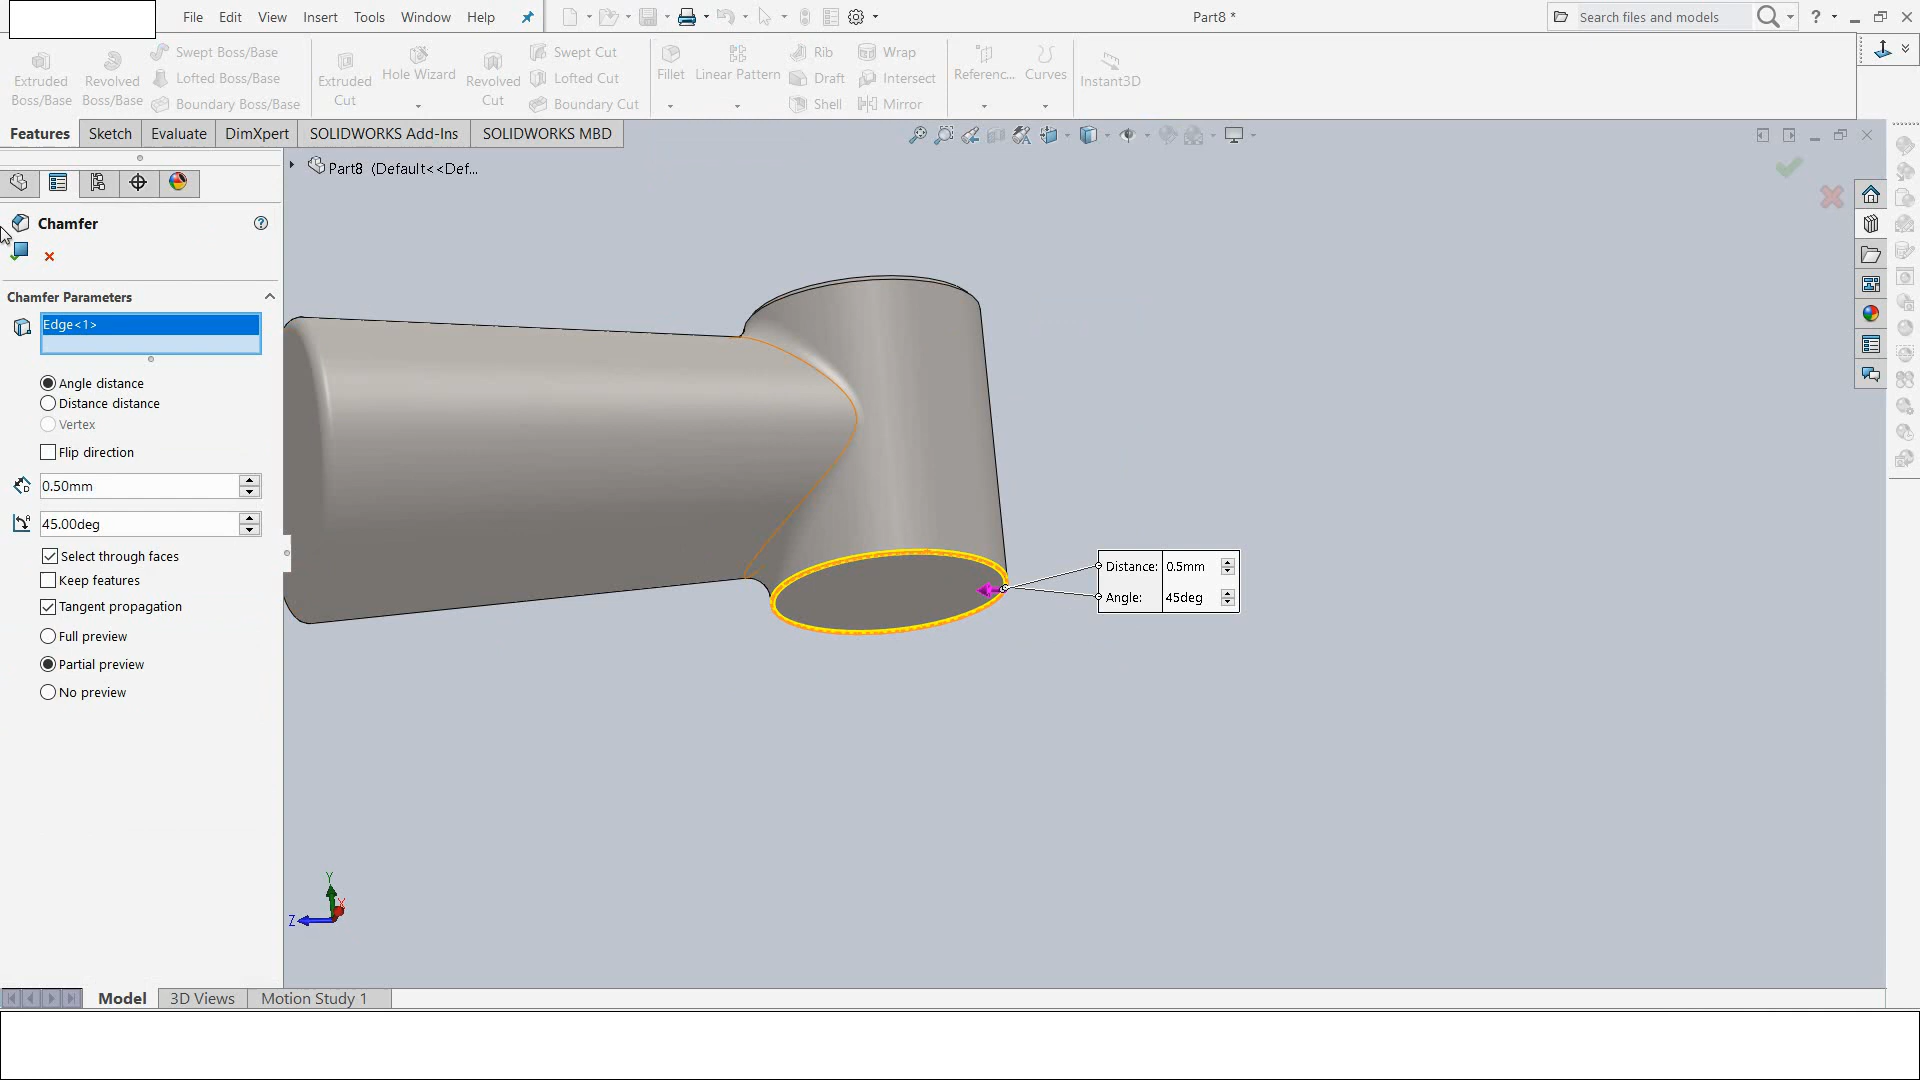 File Edit View Insert Tools Window Help
Part8 *
Search files and models
?
Extruded Boss/Base
Revolved Boss/Base
Swept Boss/Base
Lofted Boss/Base
Boundary Boss/Base
Extruded Cut
Hole Wizard
Revolved Cut
Swept Cut
Lofted Cut
Boundary Cut
Fillet
Linear Pattern
Rib
Draft
Shell
Wrap
Intersect
Mirror
Referenc...
Curves
Instant3D
Features Sketch Evaluate DimXpert SOLIDWORKS Add-Ins SOLIDWORKS MBD
Part8 (Default<<Def...
Chamfer
?
Chamfer Parameters
Edge<1>
Angle distance
Distance distance
Vertex
Flip direction
0.50mm
45.00deg
Select through faces
Keep features
Tangent propagation
Full preview
Partial preview
No preview
Distance: 0.5mm
Angle: 45deg
Y
X
Z
Model 3D Views Motion Study 1